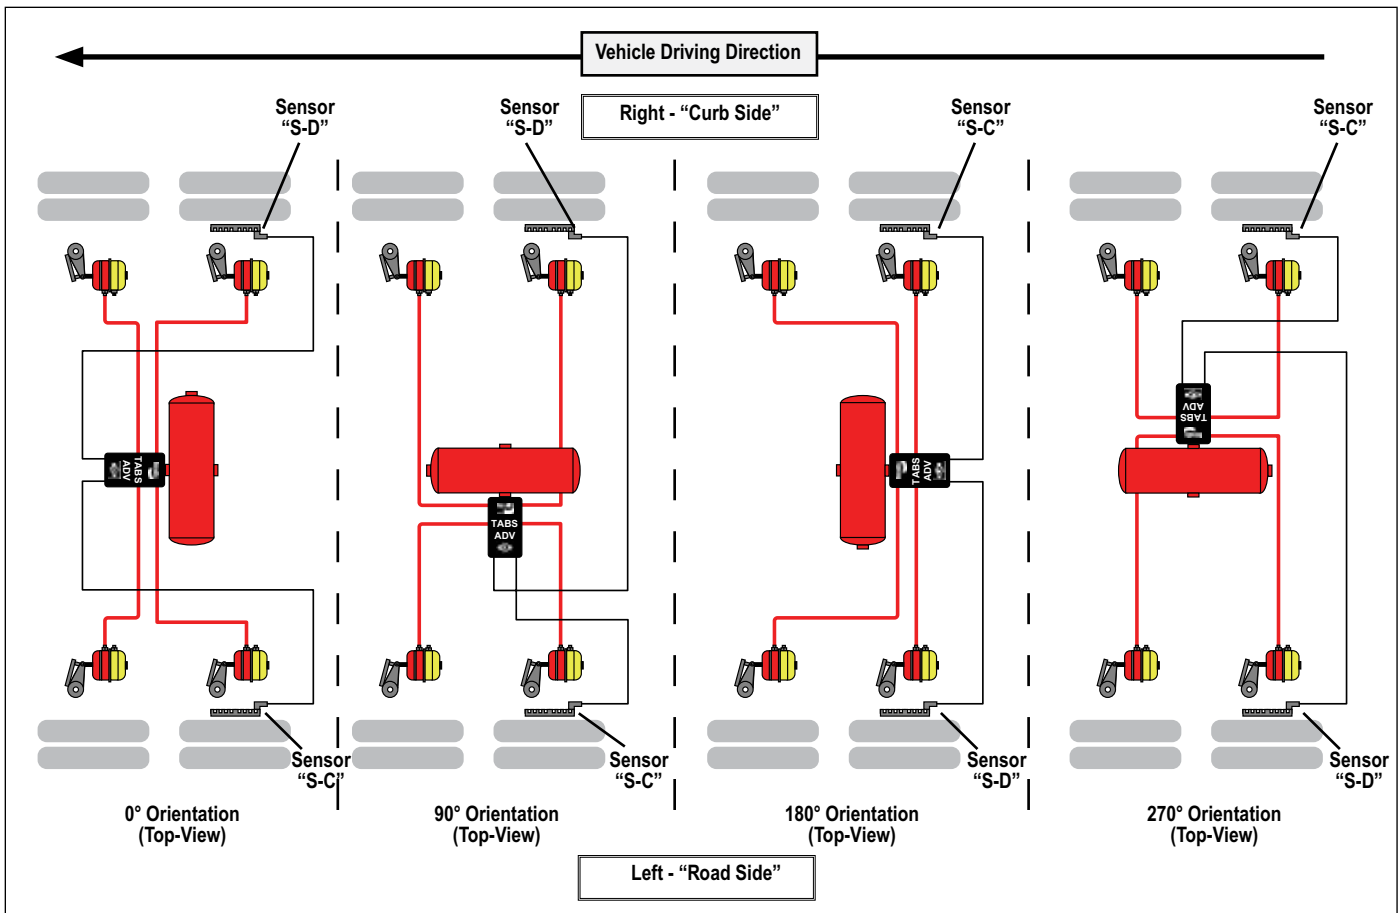 Vehicle Driving Direction
Right - “Curb Side”
Sensor
“S-D”
Sensor
“S-D”
Sensor
“S-C”
Sensor
“S-C”
TABS
ADV
TABS
ADV
TABS
ADV
TABS
ADV
Sensor
“S-C”
Sensor
“S-C”
Sensor
“S-D”
Sensor
“S-D”
0° Orientation
(Top-View)
90° Orientation
(Top-View)
180° Orientation
(Top-View)
270° Orientation
(Top-View)
Left - “Road Side”